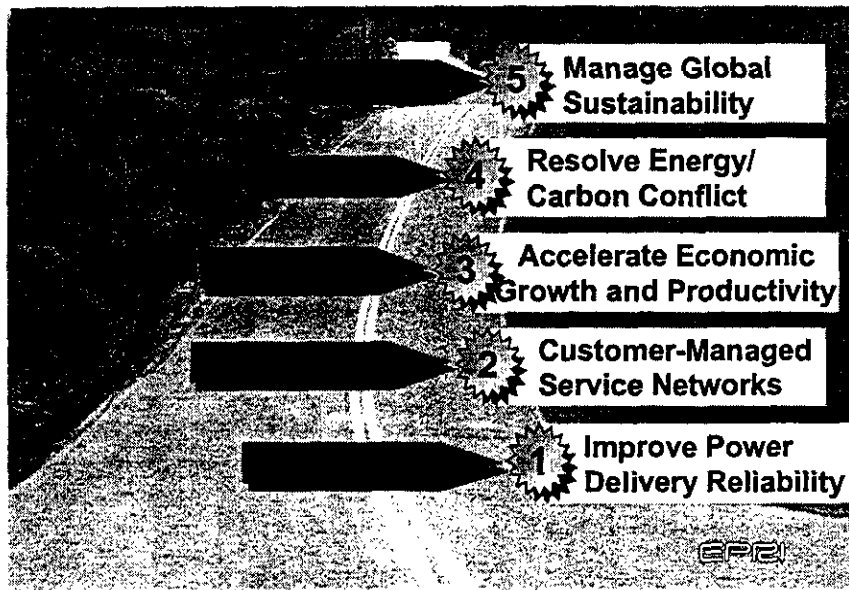 5
Manage Global
Sustainability
4
Resolve Energy/
Carbon Conflict
3
Accelerate Economic
Growth and Productivity
2
Customer-Managed
Service Networks
1
Improve Power
Delivery Reliability
EPRI